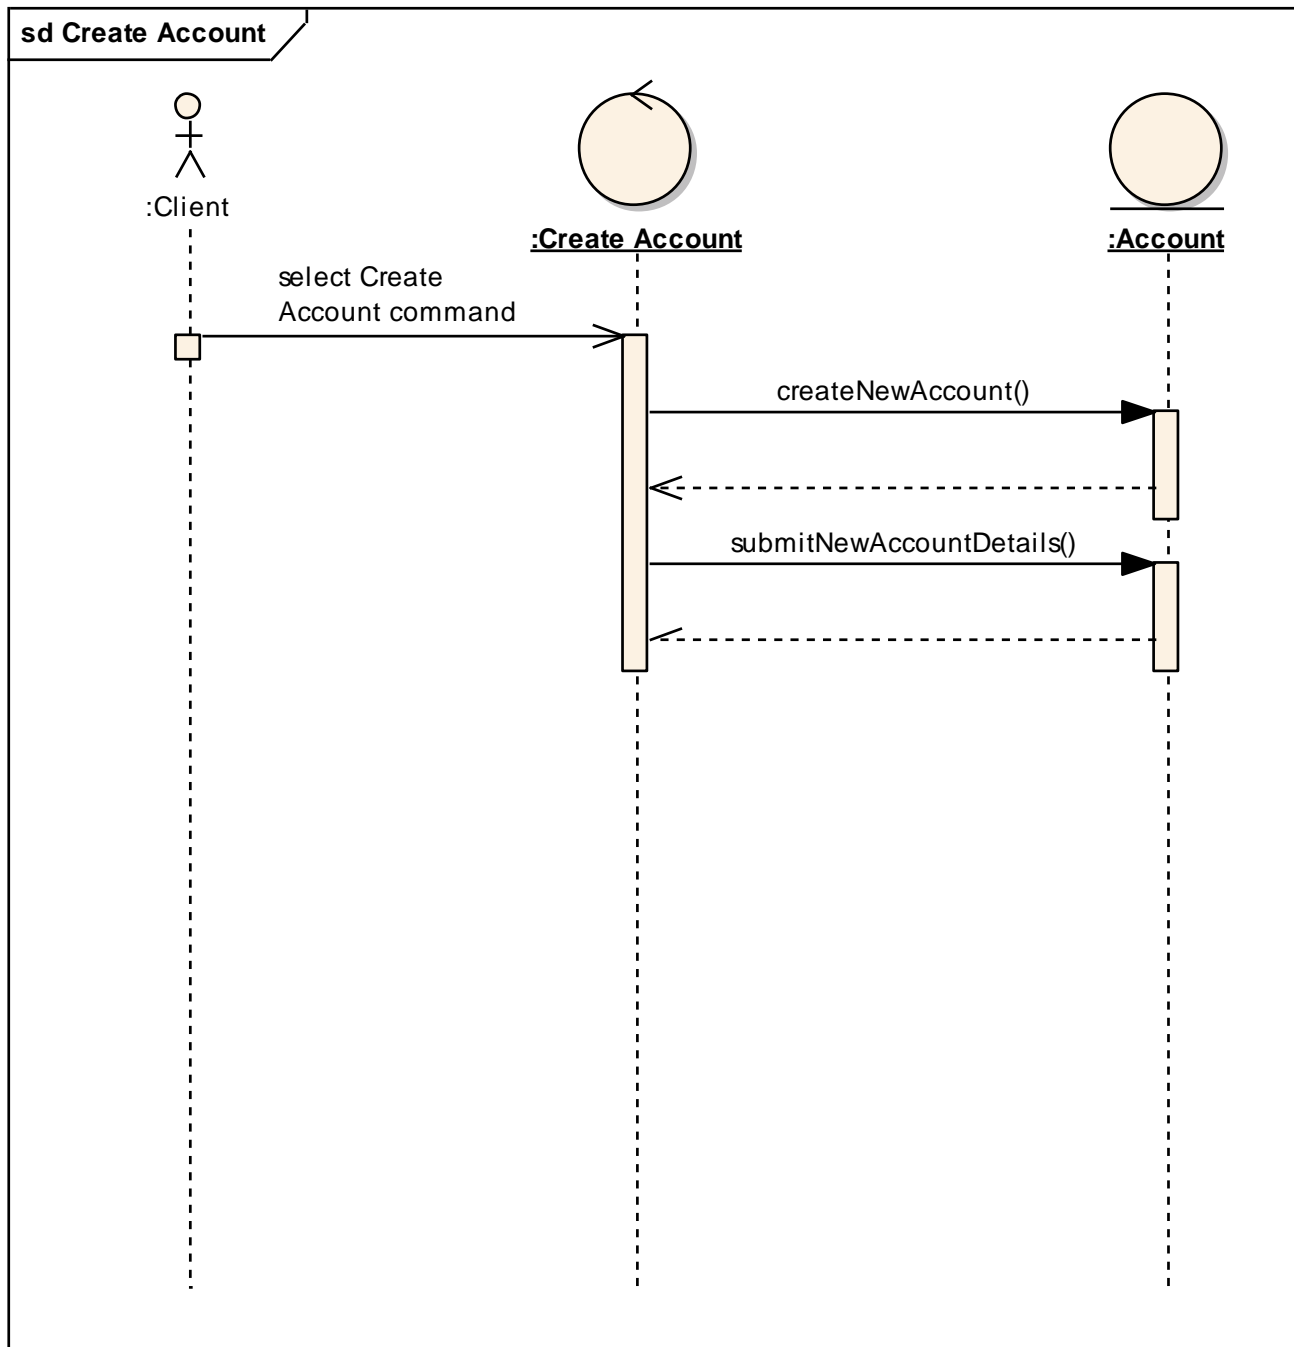 sd Create Account
:Client
:Create Account
:Account
select Create
Account command
createNewAccount()
submitNewAccountDetails()